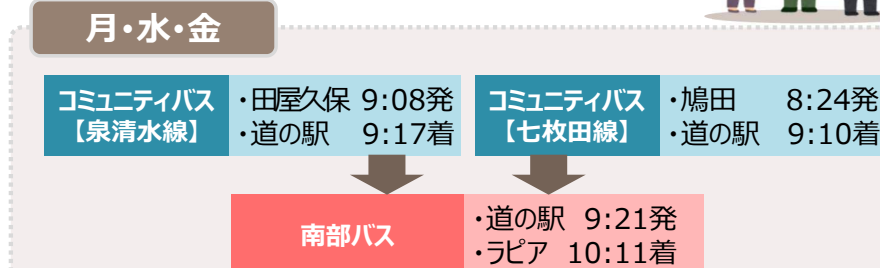 月・水・金
コミュニティバス
【泉清水線】
・田屋久保 9:08発
・道の駅 9:17着
コミュニティバス
【七枚田線】
・鳩田 8:24発
・道の駅 9:10着
南部バス
・道の駅 9:21発
・ラピア 10:11着